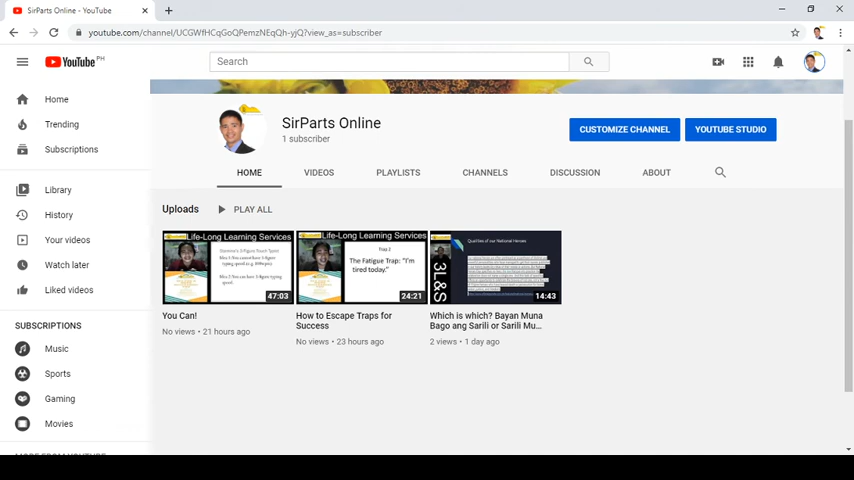 SirParts Online - YouTube
youtube.com/channel/UCGWfHCqGoQPemzNEqQh-yjQ?view_as=subscriber
YouTube PH
Search
Home
Trending
Subscriptions
Library
History
Your videos
Watch later
Liked videos
SUBSCRIPTIONS
Music
Sports
Gaming
Movies
SirParts Online
1 subscriber
CUSTOMIZE CHANNEL
YOUTUBE STUDIO
HOME VIDEOS PLAYLISTS CHANNELS DISCUSSION ABOUT
Uploads PLAY ALL
Life-Long Learning Services
47:03
You Can!
No views • 21 hours ago
Life-Long Learning Services
Trap 2
The Fatigue Trap: "I'm
tired today."
24:21
How to Escape Traps for
Success
No views • 23 hours ago
3L&S
Qualities of our National Heroes
14:43
Which is which? Bayan Muna
Bago ang Sarili or Sarili Mu...
2 views • 1 day ago